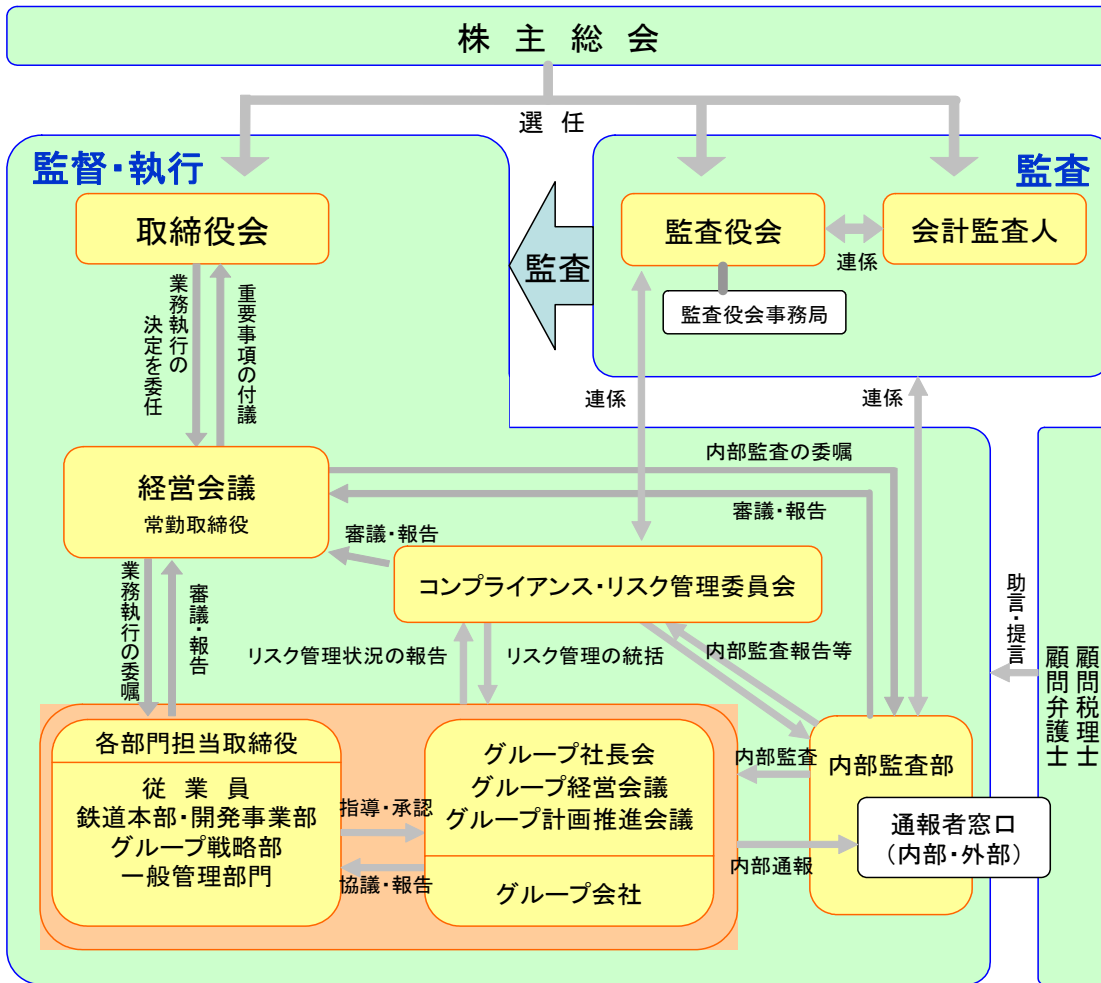 株主総会
選任
監督・執行
監査
取締役会
監査役会
会計監査人
連係
監査
監査役会事務局
業務執行の
決定を委任
重要事項の付議
連係
連係
経営会議
常勤取締役
内部監査の委嘱
審議・報告
審議・報告
コンプライアンス・リスク管理委員会
業務執行の委嘱
審議・報告
リスク管理状況の報告
リスク管理の統括
内部監査報告等
助言・提言
顧問税理士
顧問弁護士
各部門担当取締役
従業員
鉄道本部・開発事業部
グループ戦略部
一般管理部門
指導・承認
協議・報告
グループ社長会
グループ経営会議
グループ計画推進会議
グループ会社
内部監査
内部監査部
内部通報
通報者窓口
（内部・外部）